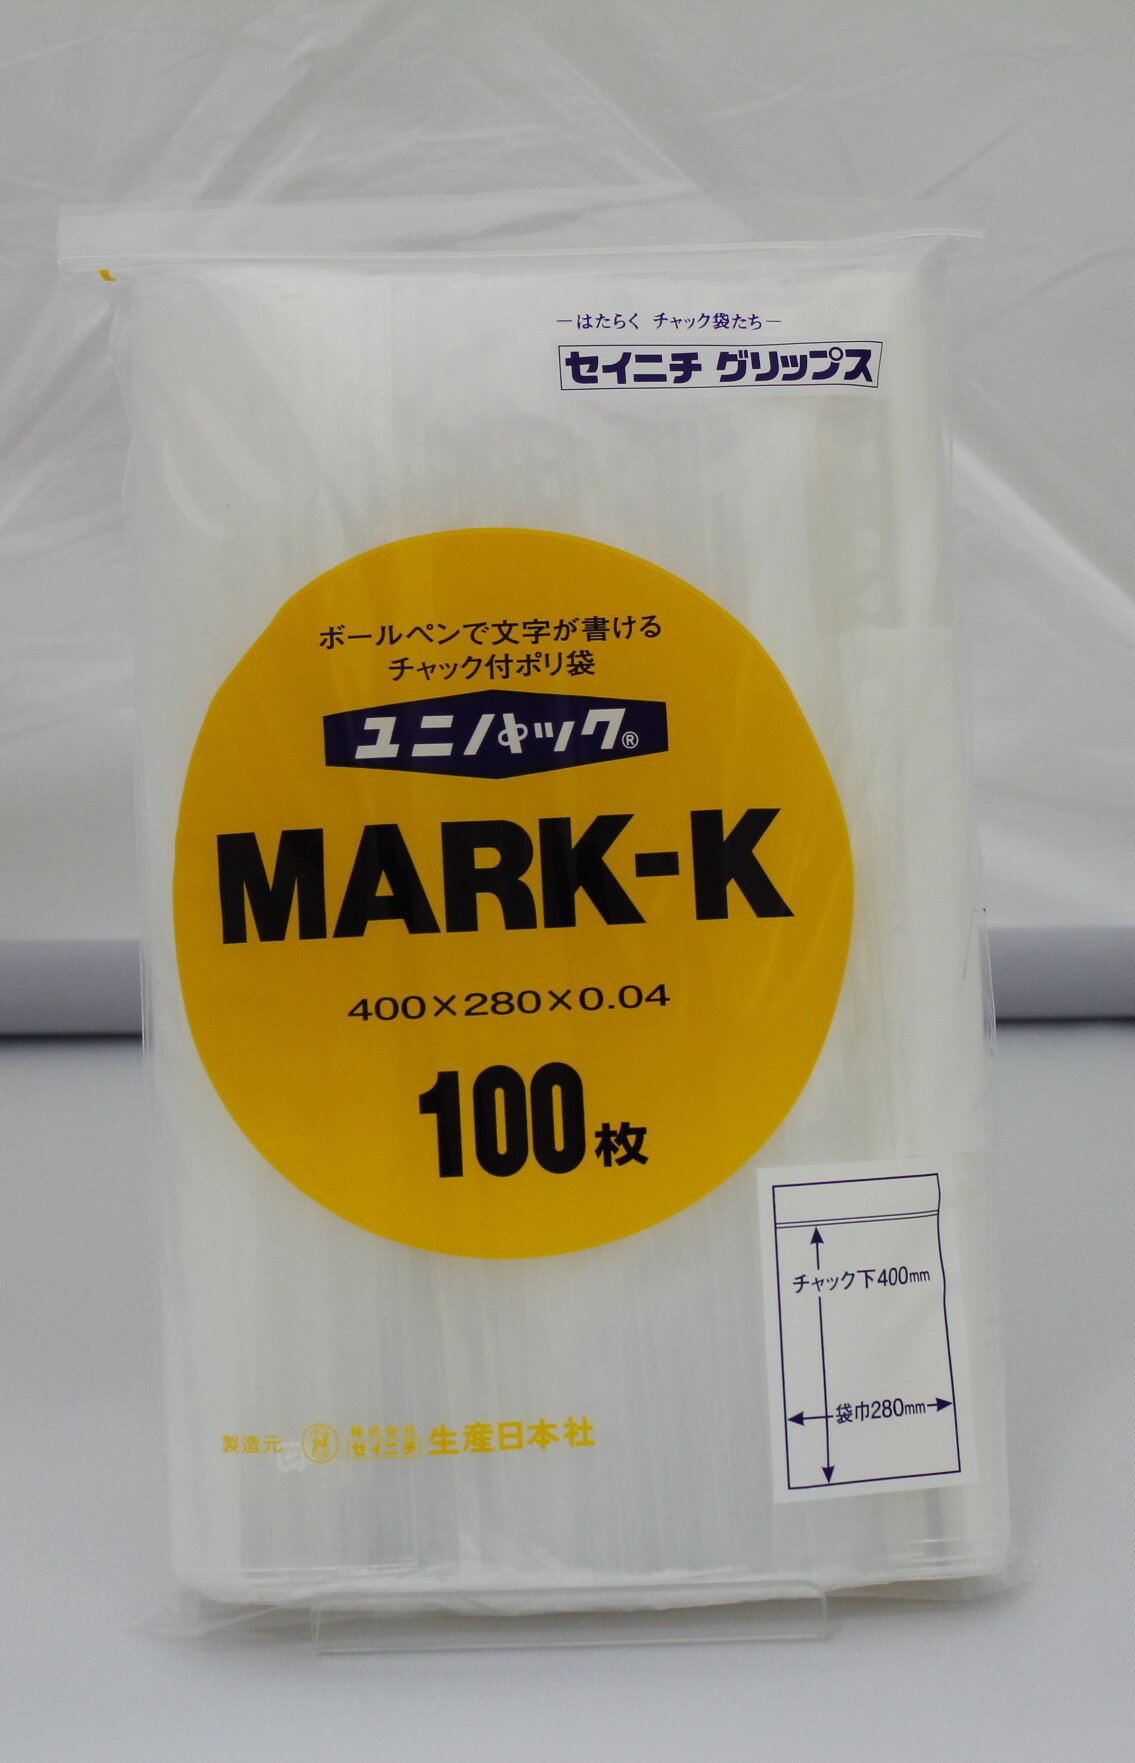 ―はたらく チャック袋たち―
セイニチ グリップス
ボールペンで文字が書ける
チャック付ポリ袋
ユニパック®
MARK-K
400×280×0.04
100枚
チャック下400mm
袋巾280mm
製造元 株式会社 セイニチ 生産日本社